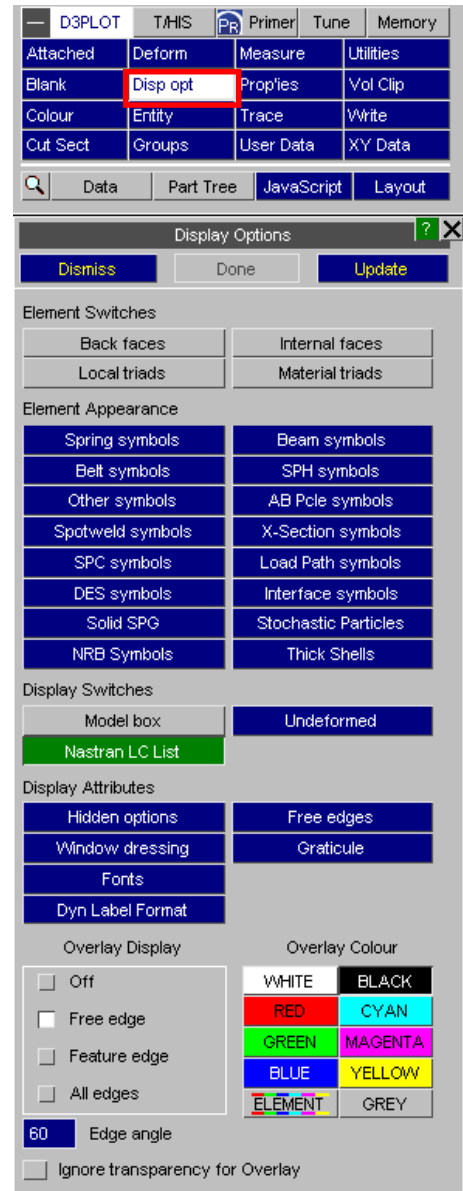 D3PLOT T/HIS PR Primer Tune Memory
Attached Deform Measure Utilities
Blank Disp opt Prop'ies Vol Clip
Colour Entity Trace Write
Cut Sect Groups User Data XY Data
Data Part Tree JavaScript Layout
Display Options ? X
Dismiss Done Update
Element Switches
Back faces Internal faces
Local triads Material triads
Element Appearance
Spring symbols Beam symbols
Belt symbols SPH symbols
Other symbols AB Pcle symbols
Spotweld symbols X-Section symbols
SPC symbols Load Path symbols
DES symbols Interface symbols
Solid SPG Stochastic Particles
NRB Symbols Thick Shells
Display Switches
Model box Undeformed
Nastran LC List
Display Attributes
Hidden options Free edges
Window dressing Graticule
Fonts
Dyn Label Format
Overlay Display Overlay Colour
Off WHITE BLACK
Free edge RED CYAN
Feature edge GREEN MAGENTA
All edges BLUE YELLOW
ELEMENT GREY
60 Edge angle
Ignore transparency for Overlay